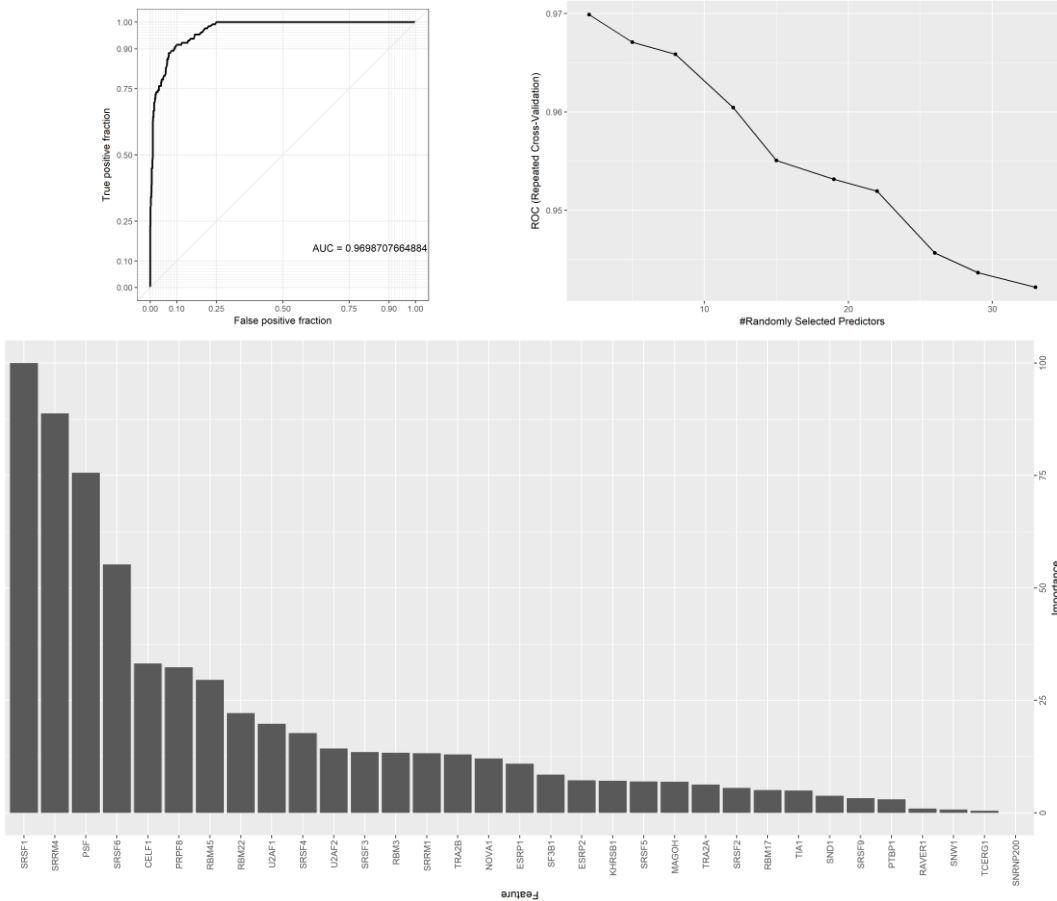 1.00
0.90
0.75
0.50
0.25
0.10
0.00
True positive fraction
AUC = 0.9698707664884
0.00 0.10 0.25 0.50 0.75 0.90 1.00
False positive fraction
0.97
0.96
0.95
ROC (Repeated Cross-Validation)
10 20 30
#Randomly Selected Predictors
100
75
50
25
0
Importance
SRSF1
SRRM4
PSF
SRSF6
CELF1
PRPF8
RBM45
RBM22
U2AF1
SRSF4
U2AF2
SRSF3
RBM3
SRRM1
TRA2B
NOVA1
ESRP1
SF3B1
ESRP2
KHRSB1
SRSF5
MAGOH
TRA2A
SRSF2
RBM17
TIA1
SND1
SRSF9
PTBP1
RAVER1
SNW1
TCERG1
SNRNP200
Feature